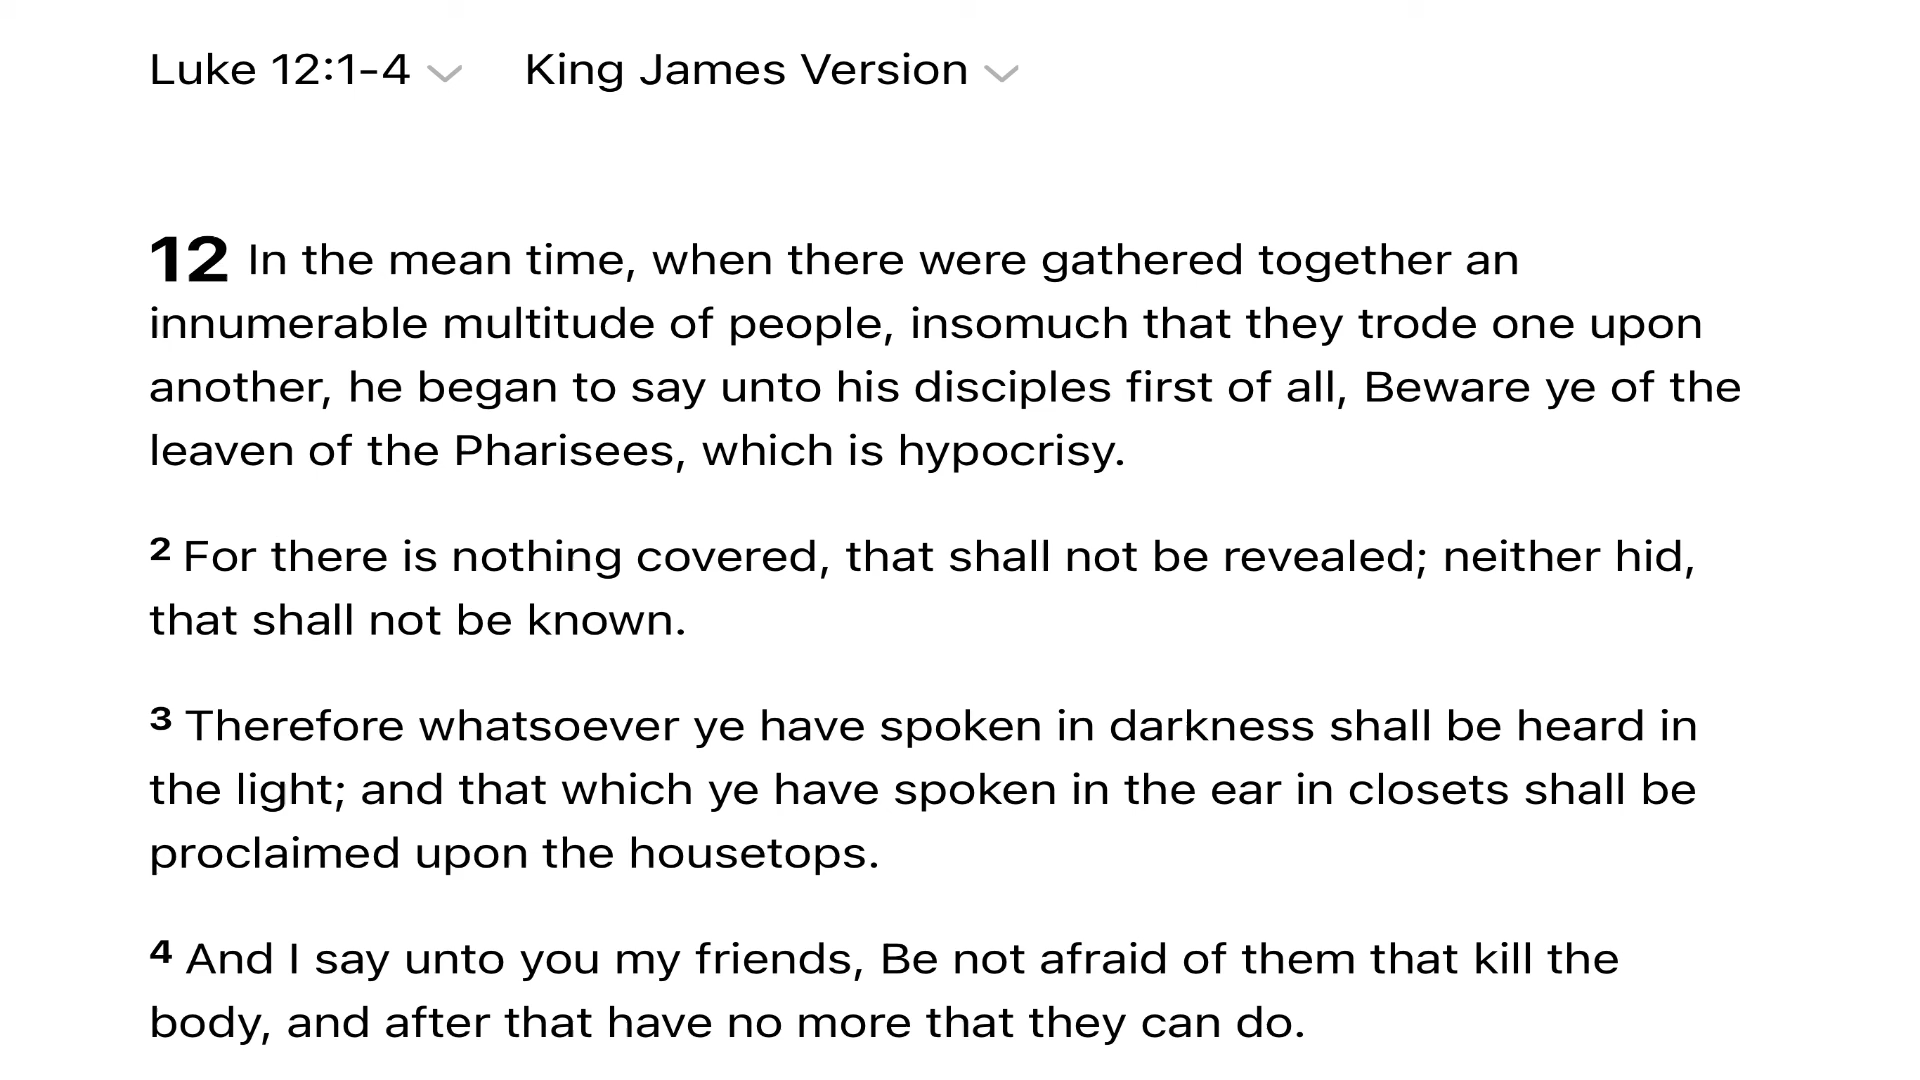 Luke 12:1-4 King James Version
12 In the mean time, when there were gathered together an
innumerable multitude of people, insomuch that they trode one upon
another, he began to say unto his disciples first of all, Beware ye of the
leaven of the Pharisees, which is hypocrisy.
2 For there is nothing covered, that shall not be revealed; neither hid,
that shall not be known.
3 Therefore whatsoever ye have spoken in darkness shall be heard in
the light; and that which ye have spoken in the ear in closets shall be
proclaimed upon the housetops.
4 And I say unto you my friends, Be not afraid of them that kill the
body, and after that have no more that they can do.